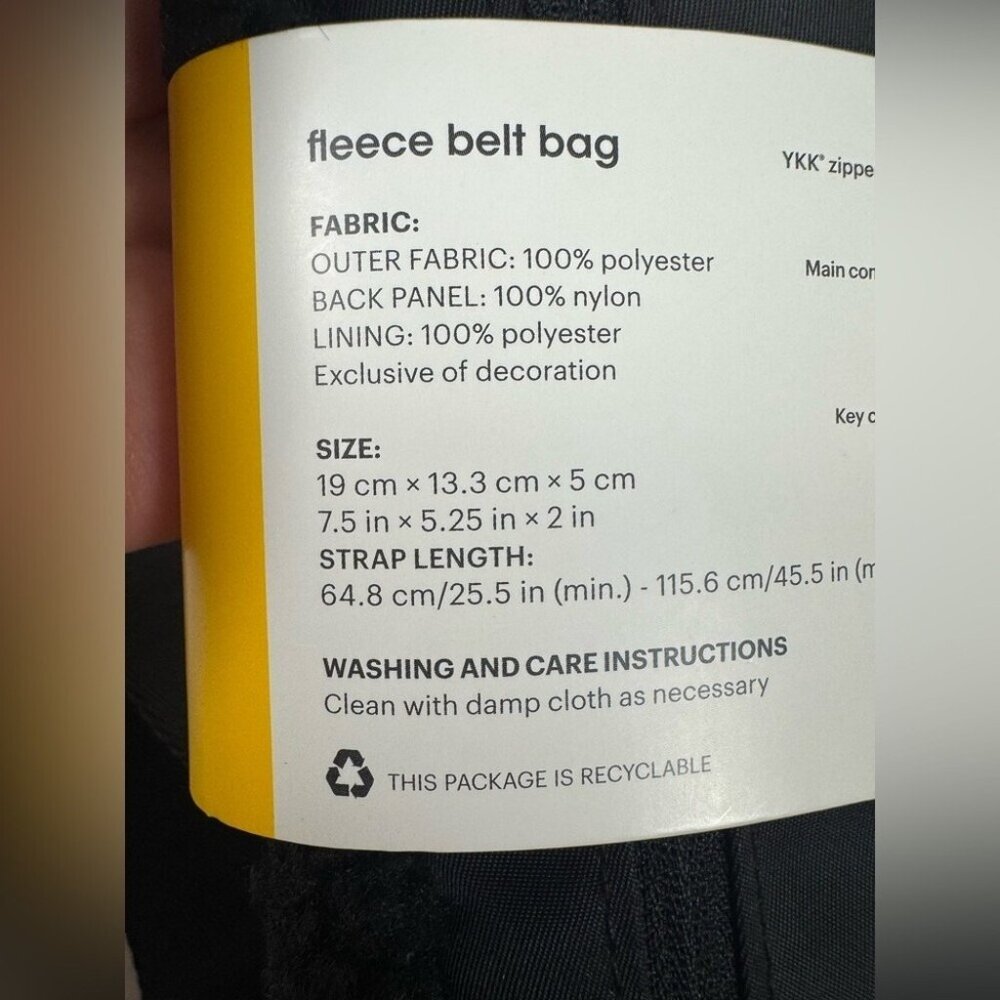 fleece belt bag
YKK® zippe
FABRIC:
OUTER FABRIC: 100% polyester
Main con
BACK PANEL: 100% nylon
LINING: 100% polyester
Exclusive of decoration
Key c
SIZE:
19 cm × 13.3 cm × 5 cm
7.5 in × 5.25 in × 2 in
STRAP LENGTH:
64.8 cm/25.5 in (min.) - 115.6 cm/45.5 in (m
WASHING AND CARE INSTRUCTIONS
Clean with damp cloth as necessary
THIS PACKAGE IS RECYCLABLE